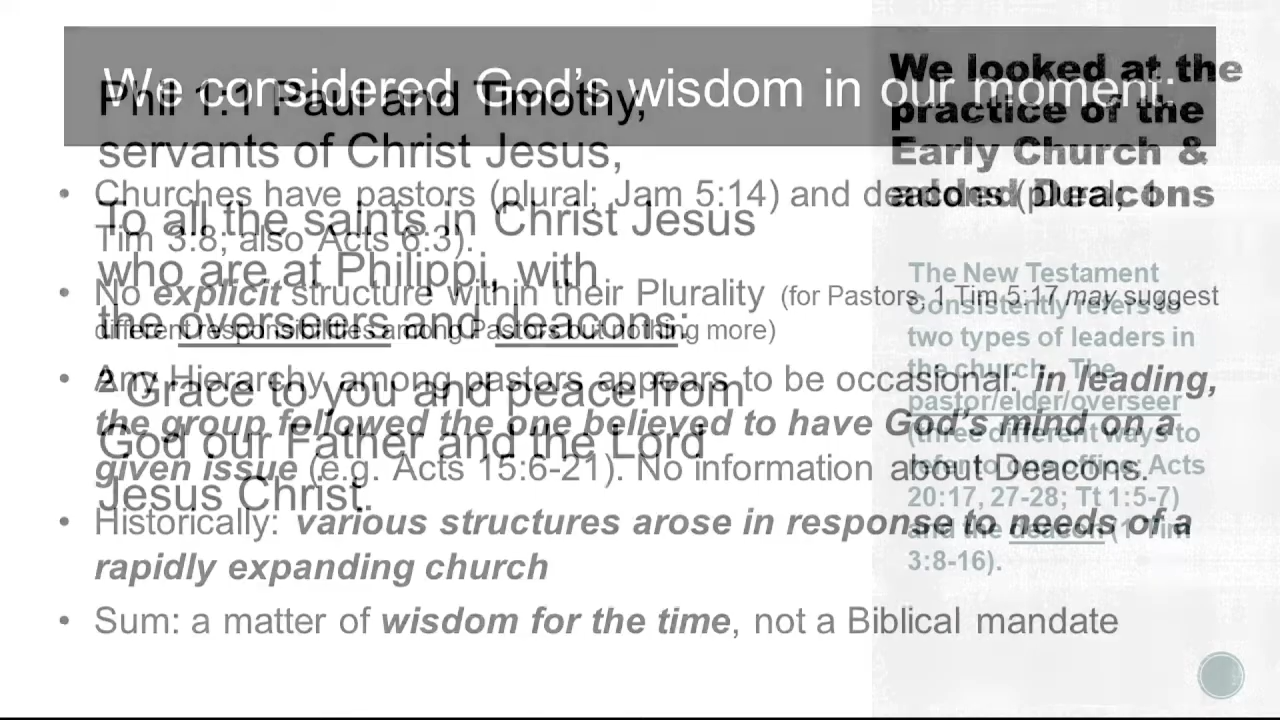 We considered God's wisdom in our moment:
• Churches have pastors (plural; Jam 5:14) and deacons (plural; 1
Tim 3:8, also Acts 6:3).
• No explicit structure within their Plurality (for Pastors, 1 Tim 5:17 may suggest
different responsibilities among Pastors but nothing more)
• Any Hierarchy among pastors appears to be occasional: in leading,
the group followed the one believed to have God's mind on a
given issue (e.g. Acts 15:6-21). No information about Deacons.
• Historically: various structures arose in response to needs of a
rapidly expanding church
• Sum: a matter of wisdom for the time, not a Biblical mandate
Phil 1:1 Paul and Timothy,
servants of Christ Jesus,
To all the saints in Christ Jesus
who are at Philippi, with
the overseers and deacons:
2 Grace to you and peace from
God our Father and the Lord
Jesus Christ.
We looked at the
practice of the
Early Church &
added Deacons
The New Testament
Consistently refers to
two types of leaders in
the church. The
pastor/elder/overseer
(three different ways to
refer to one office; Acts
20:17, 27-28; Tt 1:5-7)
and the deacon (1 Tim
3:8-16).